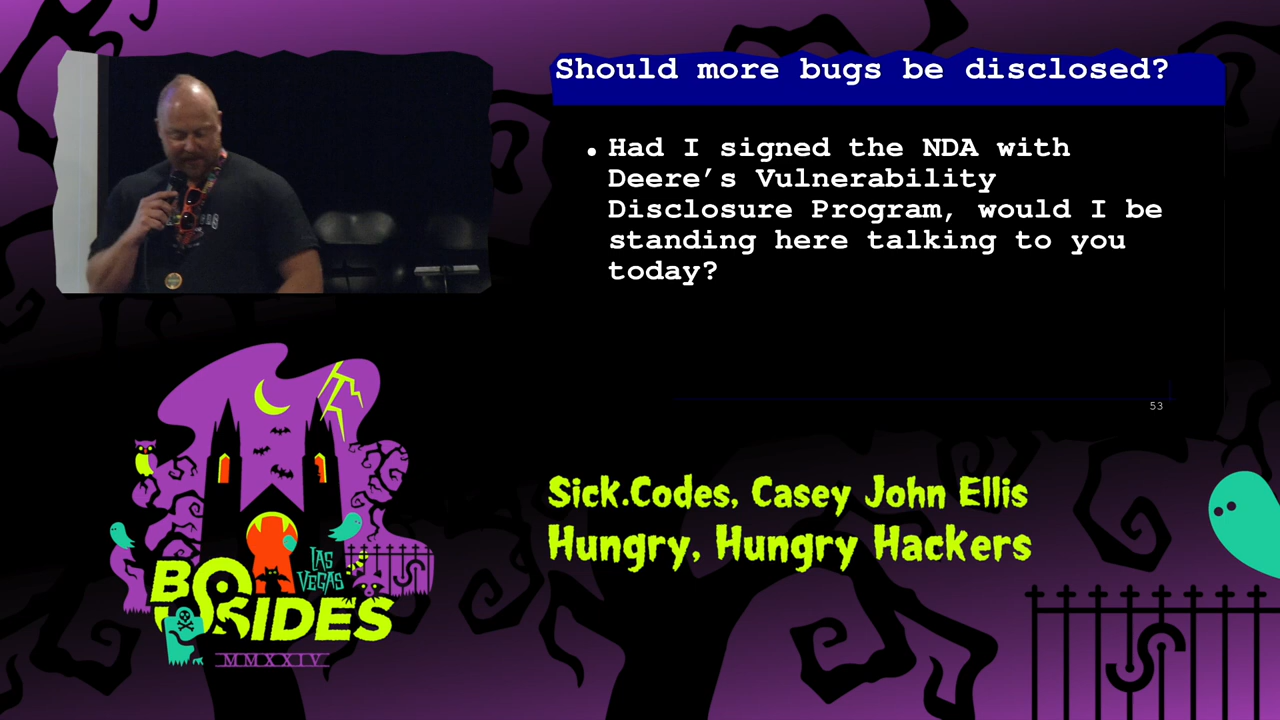 Should more bugs be disclosed?
• Had I signed the NDA with
Deere’s Vulnerability
Disclosure Program, would I be
standing here talking to you
today?
53
Sick.Codes, Casey John Ellis
Hungry, Hungry Hackers
LAS
VEGAS
BSIDES
MMXXIV